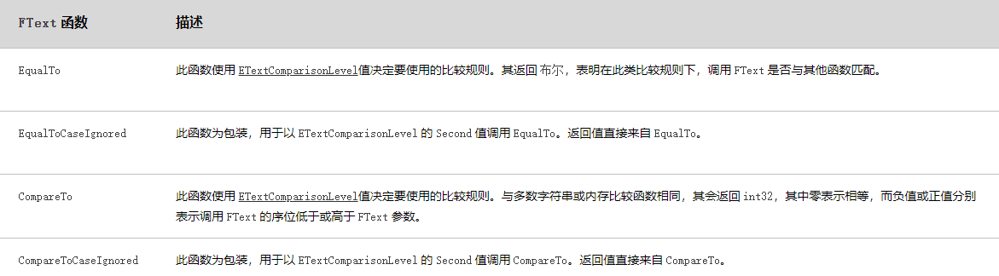 FText 函数 描述
EqualTo 此函数使用 ETextComparisonLevel值决定要使用的比较规则。其返回 布尔，表明在此类比较规则下，调用 FText 是否与其他函数匹配。
EqualToCaseIgnored 此函数为包装，用于以 ETextComparisonLevel 的 Second 值调用 EqualTo。返回值直接来自 EqualTo。
CompareTo 此函数使用 ETextComparisonLevel值决定要使用的比较规则。与多数字符串或内存比较函数相同，其会返回 int32，其中零表示相等，而负值或正值分别
表示调用 FText 的序位低于或高于 FText 参数。
CompareToCaseIgnored 此函数为包装，用于以 ETextComparisonLevel 的 Second 值调用 CompareTo。返回值直接来自 CompareTo。